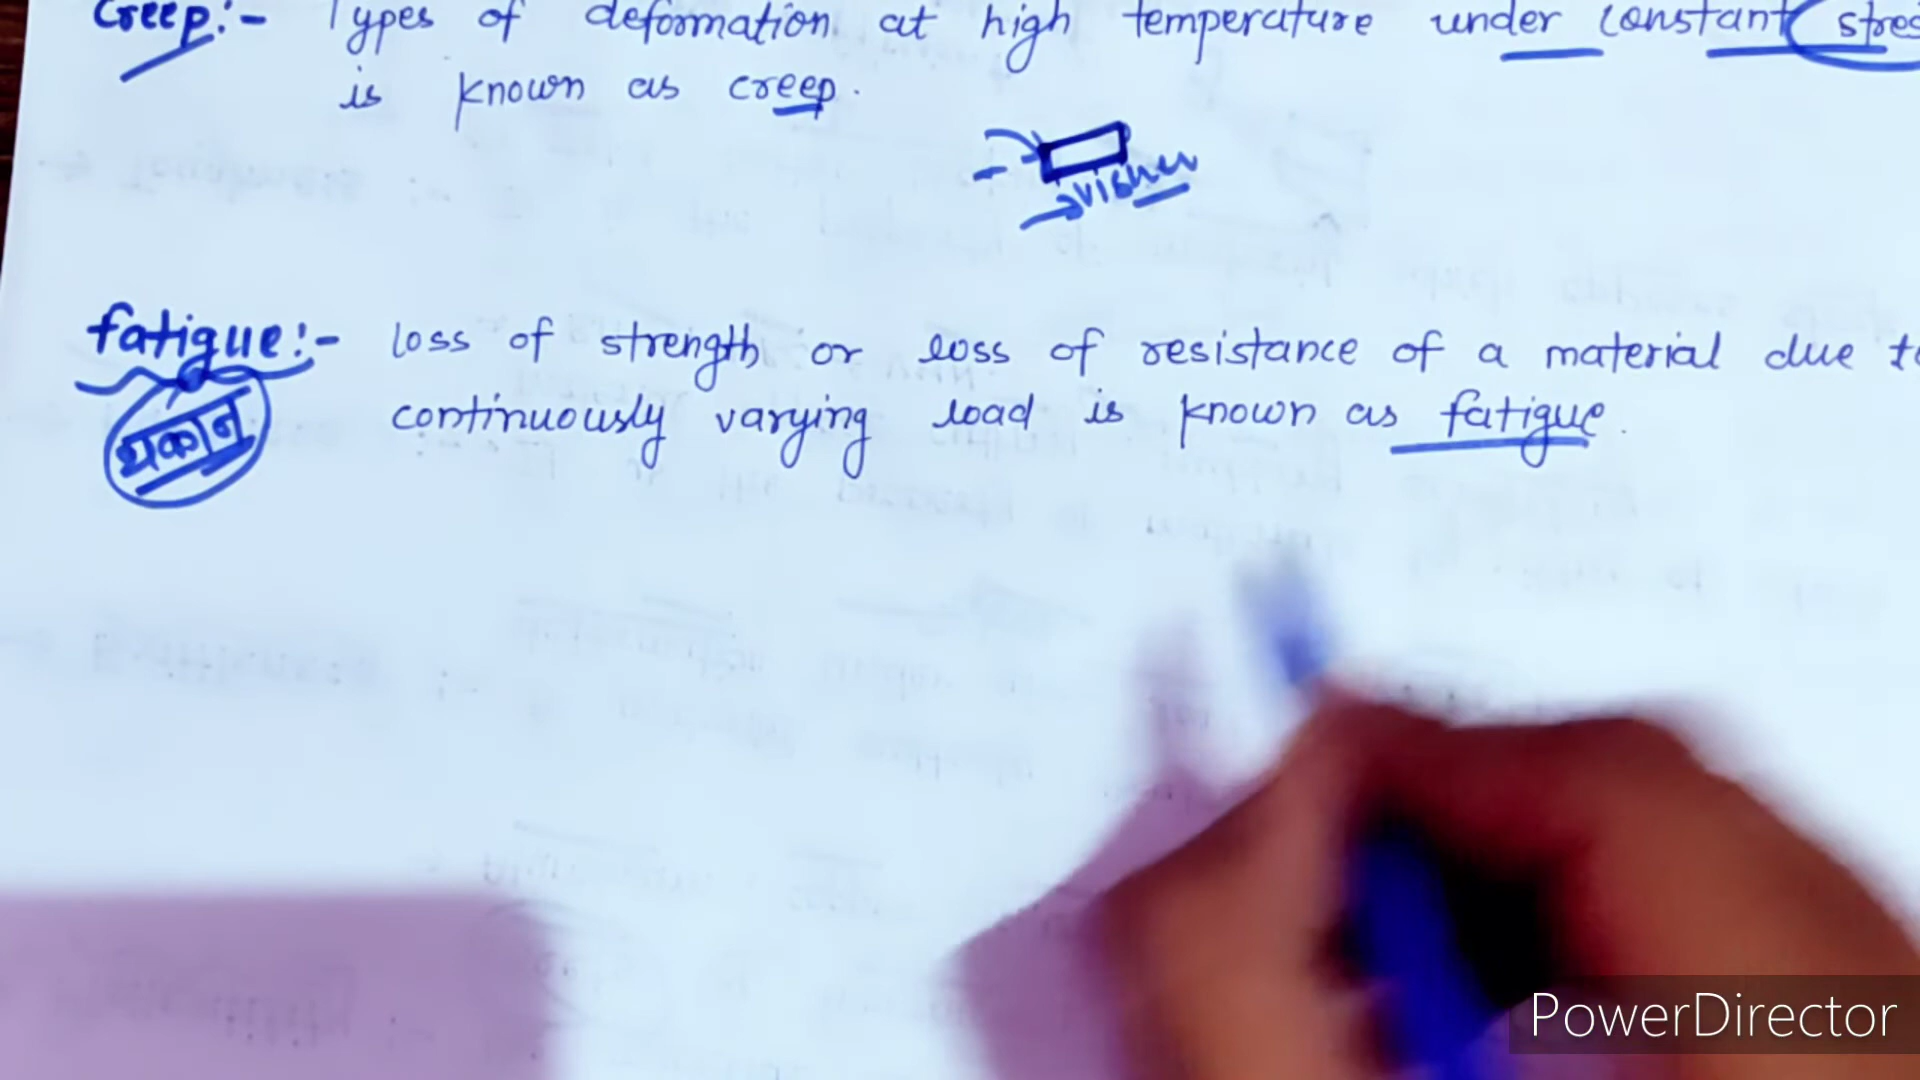 Creep:- Types of deformation at high temperature under constant stres
is known as creep.
fatigue:- loss of strength or loss of resistance of a material due to
continuously varying load is known as fatigue.
थकान
PowerDirector